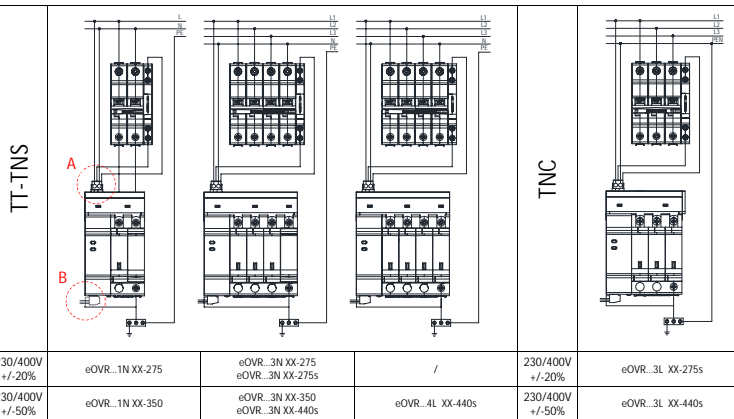 L
N
PE
L1
L2
L3
N
PE
L1
L2
L3
N
PE
L1
L2
L3
PEN
TT-TNS
A
B
TNC
230/400V
+/-20%
eOVR...1N XX-275
eOVR...3N XX-275
eOVR...3N XX-275s
/
230/400V
+/-20%
eOVR...3L XX-275s
230/400V
+/-50%
eOVR...1N XX-350
eOVR...3N XX-350
eOVR...3N XX-440s
eOVR...4L XX-440s
230/400V
+/-50%
eOVR...3L XX-440s